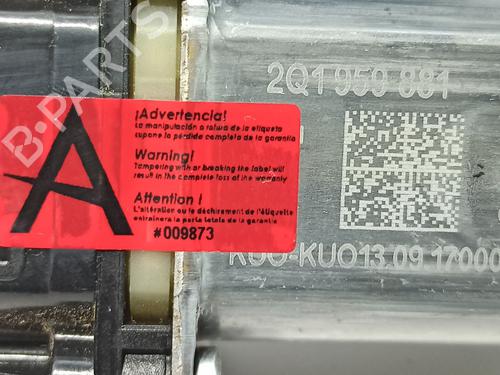 2Q1 959 881
B-PARTS
A
¡Advertencia!
La manipulación o rotura de la etiqueta
supone la pérdida completa de la garantía
Warning!
Tampering with or breaking the label will
result in the complete loss of the warranty
Attention !
L'altération ou le déchirement de l'étiquette
entraînera la perte totale de la garantie
#009873
KUO-KUO13.09 17000